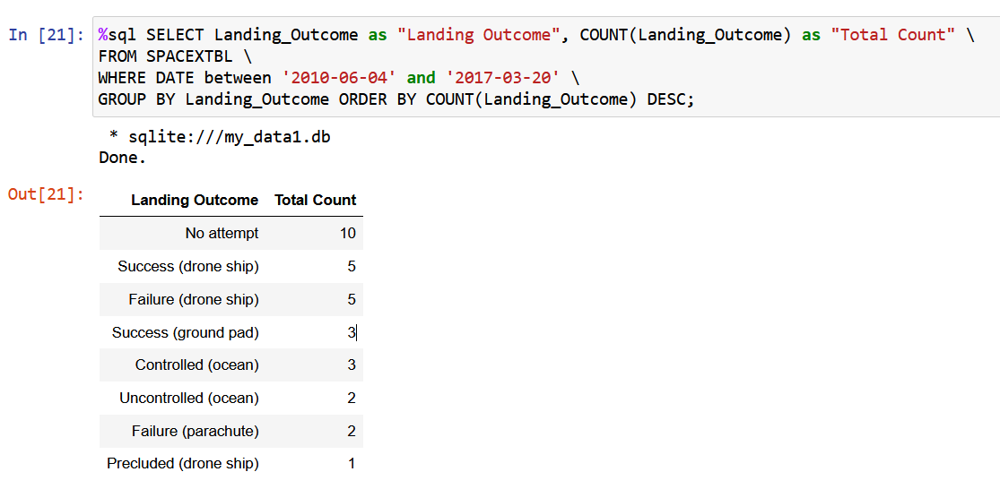 In [21]: %sql SELECT Landing_Outcome as "Landing Outcome", COUNT(Landing_Outcome) as "Total Count" \
FROM SPACEXTBL \
WHERE DATE between '2010-06-04' and '2017-03-20' \
GROUP BY Landing_Outcome ORDER BY COUNT(Landing_Outcome) DESC;
* sqlite:///my_data1.db
Done.
Out[21]:
Landing Outcome Total Count
No attempt 10
Success (drone ship) 5
Failure (drone ship) 5
Success (ground pad) 3
Controlled (ocean) 3
Uncontrolled (ocean) 2
Failure (parachute) 2
Precluded (drone ship) 1